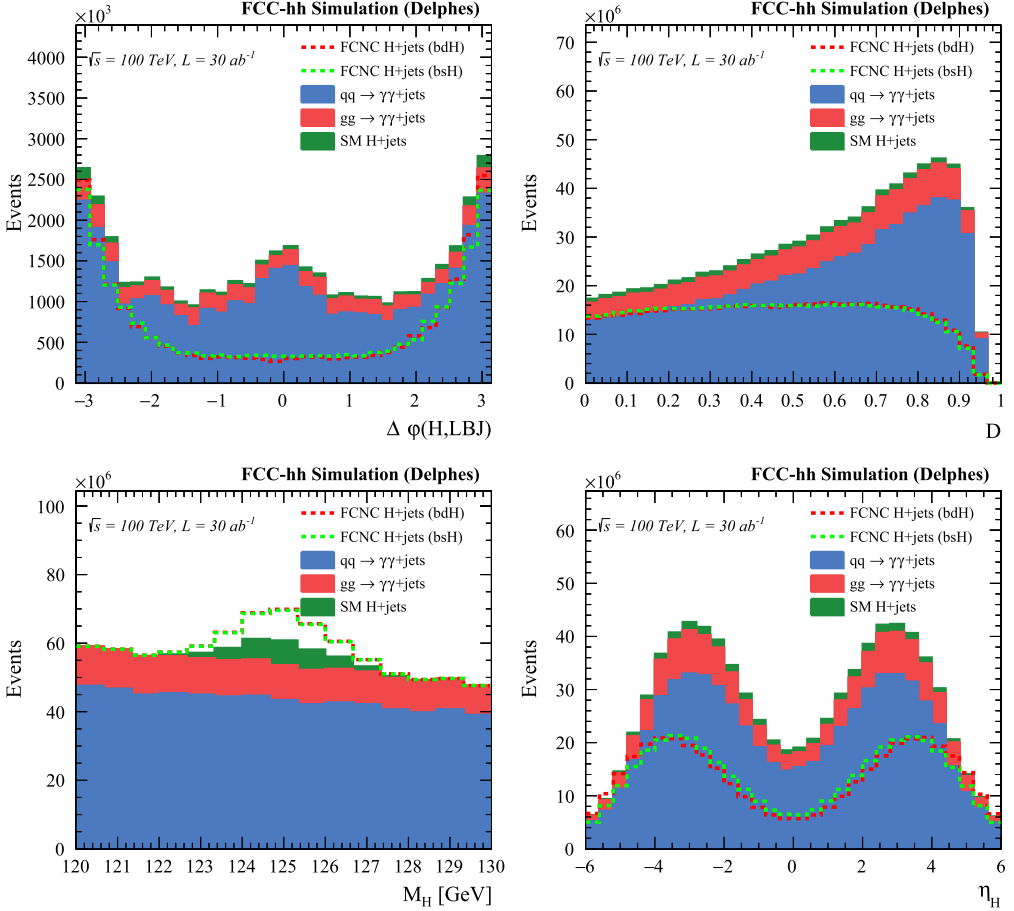 FCC-hh Simulation (Delphes)
√s = 100 TeV, L = 30 ab⁻¹
FCNC H+jets (bdH)
FCNC H+jets (bsH)
qq → γγ+jets
gg → γγ+jets
SM H+jets
Events
4000
3500
3000
2500
2000
1500
1000
500
0
−3 −2 −1 0 1 2 3
Δ φ(H,LBJ)
×10⁶
FCC-hh Simulation (Delphes)
√s = 100 TeV, L = 30 ab⁻¹
FCNC H+jets (bdH)
FCNC H+jets (bsH)
qq → γγ+jets
gg → γγ+jets
SM H+jets
Events
70
60
50
40
30
20
10
0
0 0.1 0.2 0.3 0.4 0.5 0.6 0.7 0.8 0.9 1
D
×10⁶
FCC-hh Simulation (Delphes)
√s = 100 TeV, L = 30 ab⁻¹
FCNC H+jets (bdH)
FCNC H+jets (bsH)
qq → γγ+jets
gg → γγ+jets
SM H+jets
Events
100
80
60
40
20
0
120 121 122 123 124 125 126 127 128 129 130
M_H [GeV]
×10⁶
FCC-hh Simulation (Delphes)
√s = 100 TeV, L = 30 ab⁻¹
FCNC H+jets (bdH)
FCNC H+jets (bsH)
qq → γγ+jets
gg → γγ+jets
SM H+jets
Events
60
50
40
30
20
10
0
−6 −4 −2 0 2 4 6
η_H